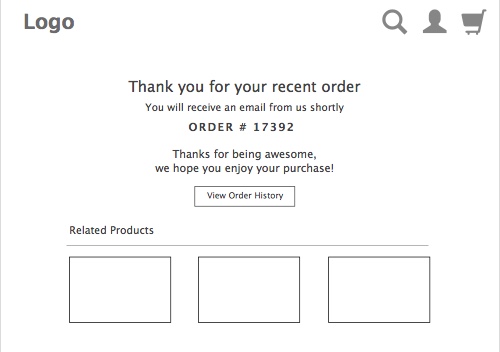 Logo
Thank you for your recent order
You will receive an email from us shortly
ORDER # 17392
Thanks for being awesome,
we hope you enjoy your purchase!
View Order History
Related Products